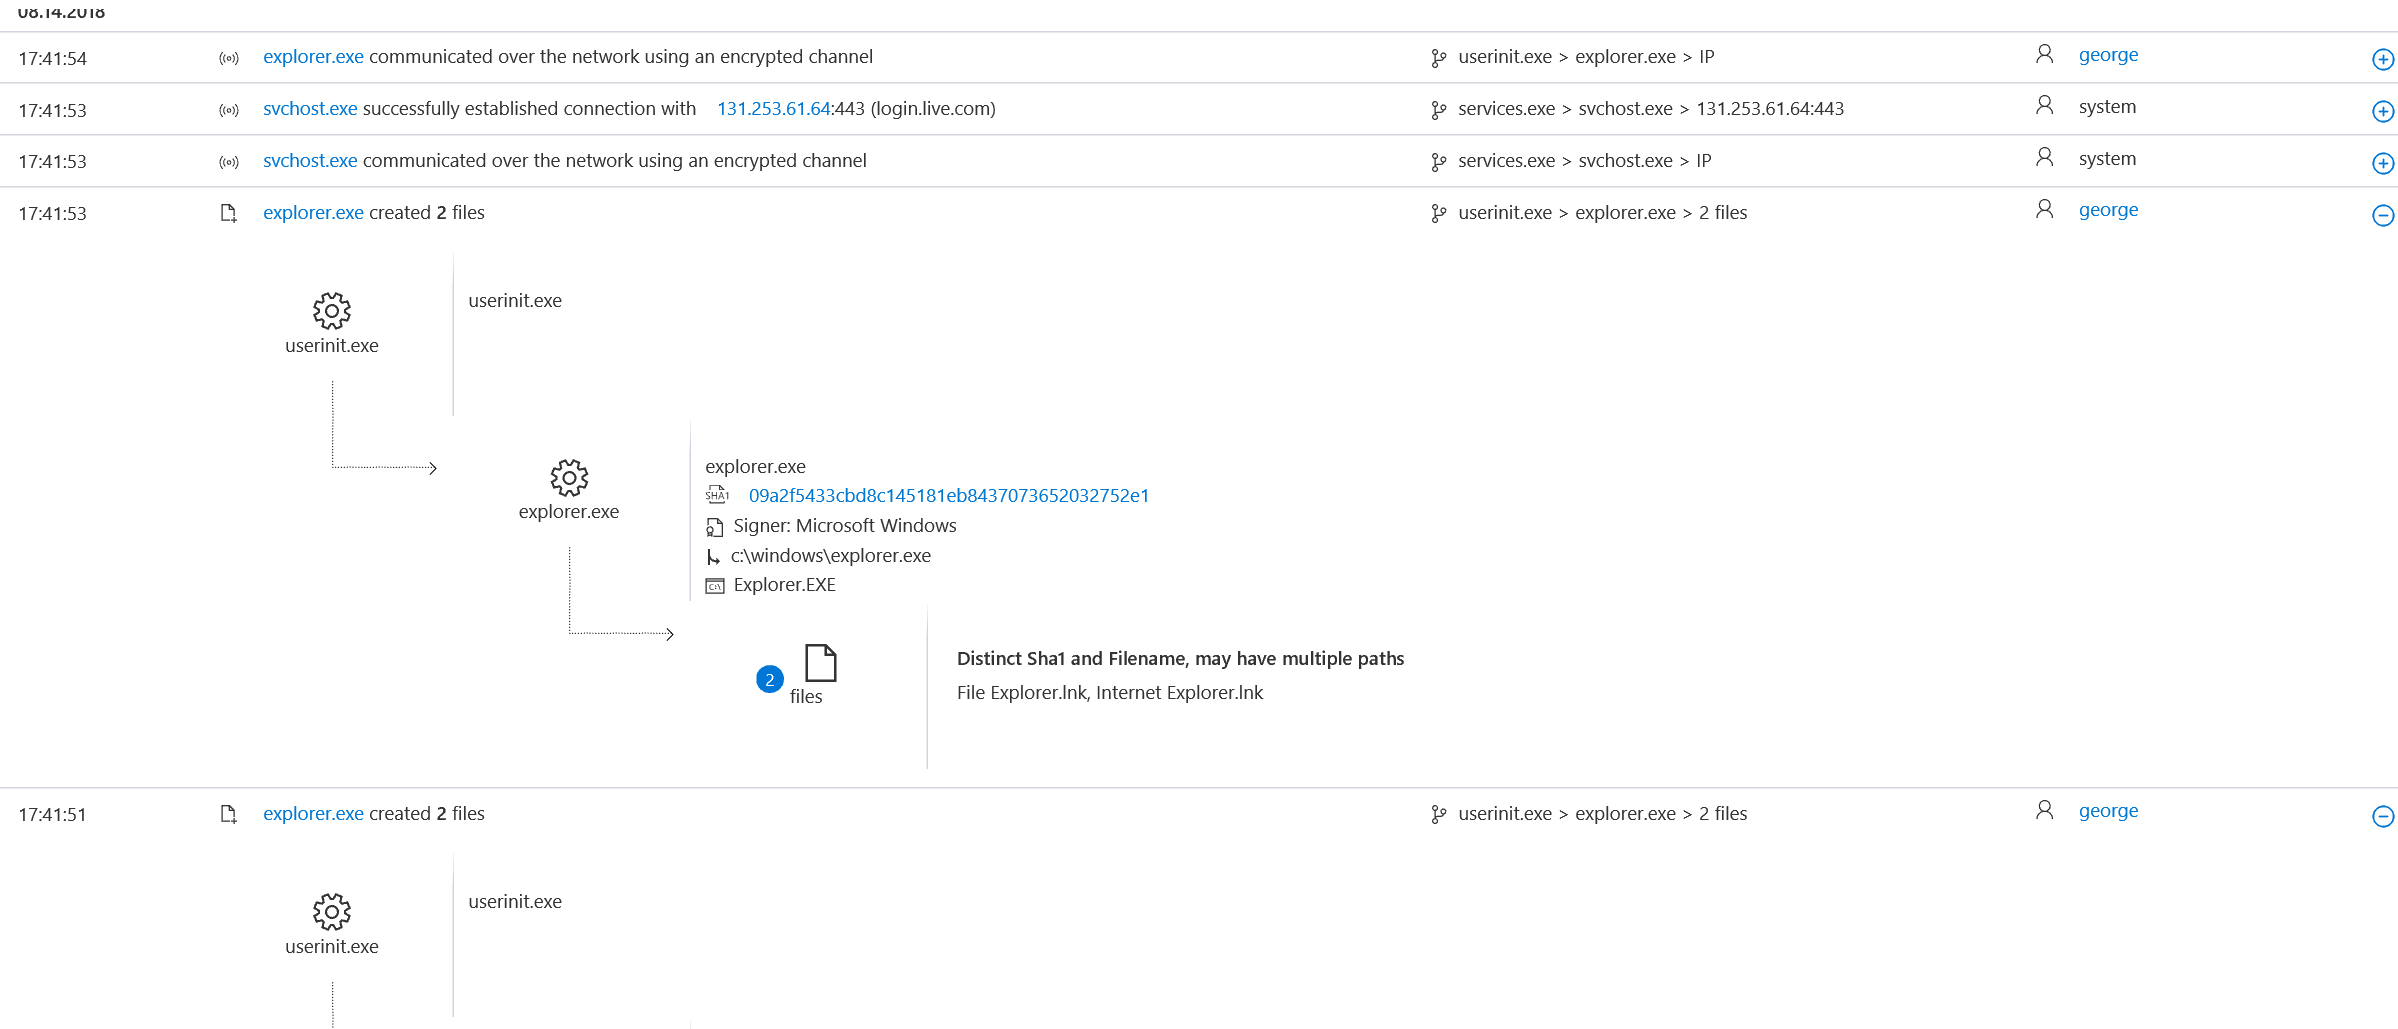 08.14.2018
17:41:54 explorer.exe communicated over the network using an encrypted channel userinit.exe > explorer.exe > IP george
17:41:53 svchost.exe successfully established connection with 131.253.61.64:443 (login.live.com) services.exe > svchost.exe > 131.253.61.64:443 system
17:41:53 svchost.exe communicated over the network using an encrypted channel services.exe > svchost.exe > IP system
17:41:53 explorer.exe created 2 files userinit.exe > explorer.exe > 2 files george
userinit.exe
userinit.exe
explorer.exe
SHA1 09a2f5433cbd8c145181eb8437073652032752e1
explorer.exe
Signer: Microsoft Windows
c:\windows\explorer.exe
C:\ Explorer.EXE
Distinct Sha1 and Filename, may have multiple paths
2 files
File Explorer.lnk, Internet Explorer.lnk
17:41:51 explorer.exe created 2 files userinit.exe > explorer.exe > 2 files george
userinit.exe
userinit.exe